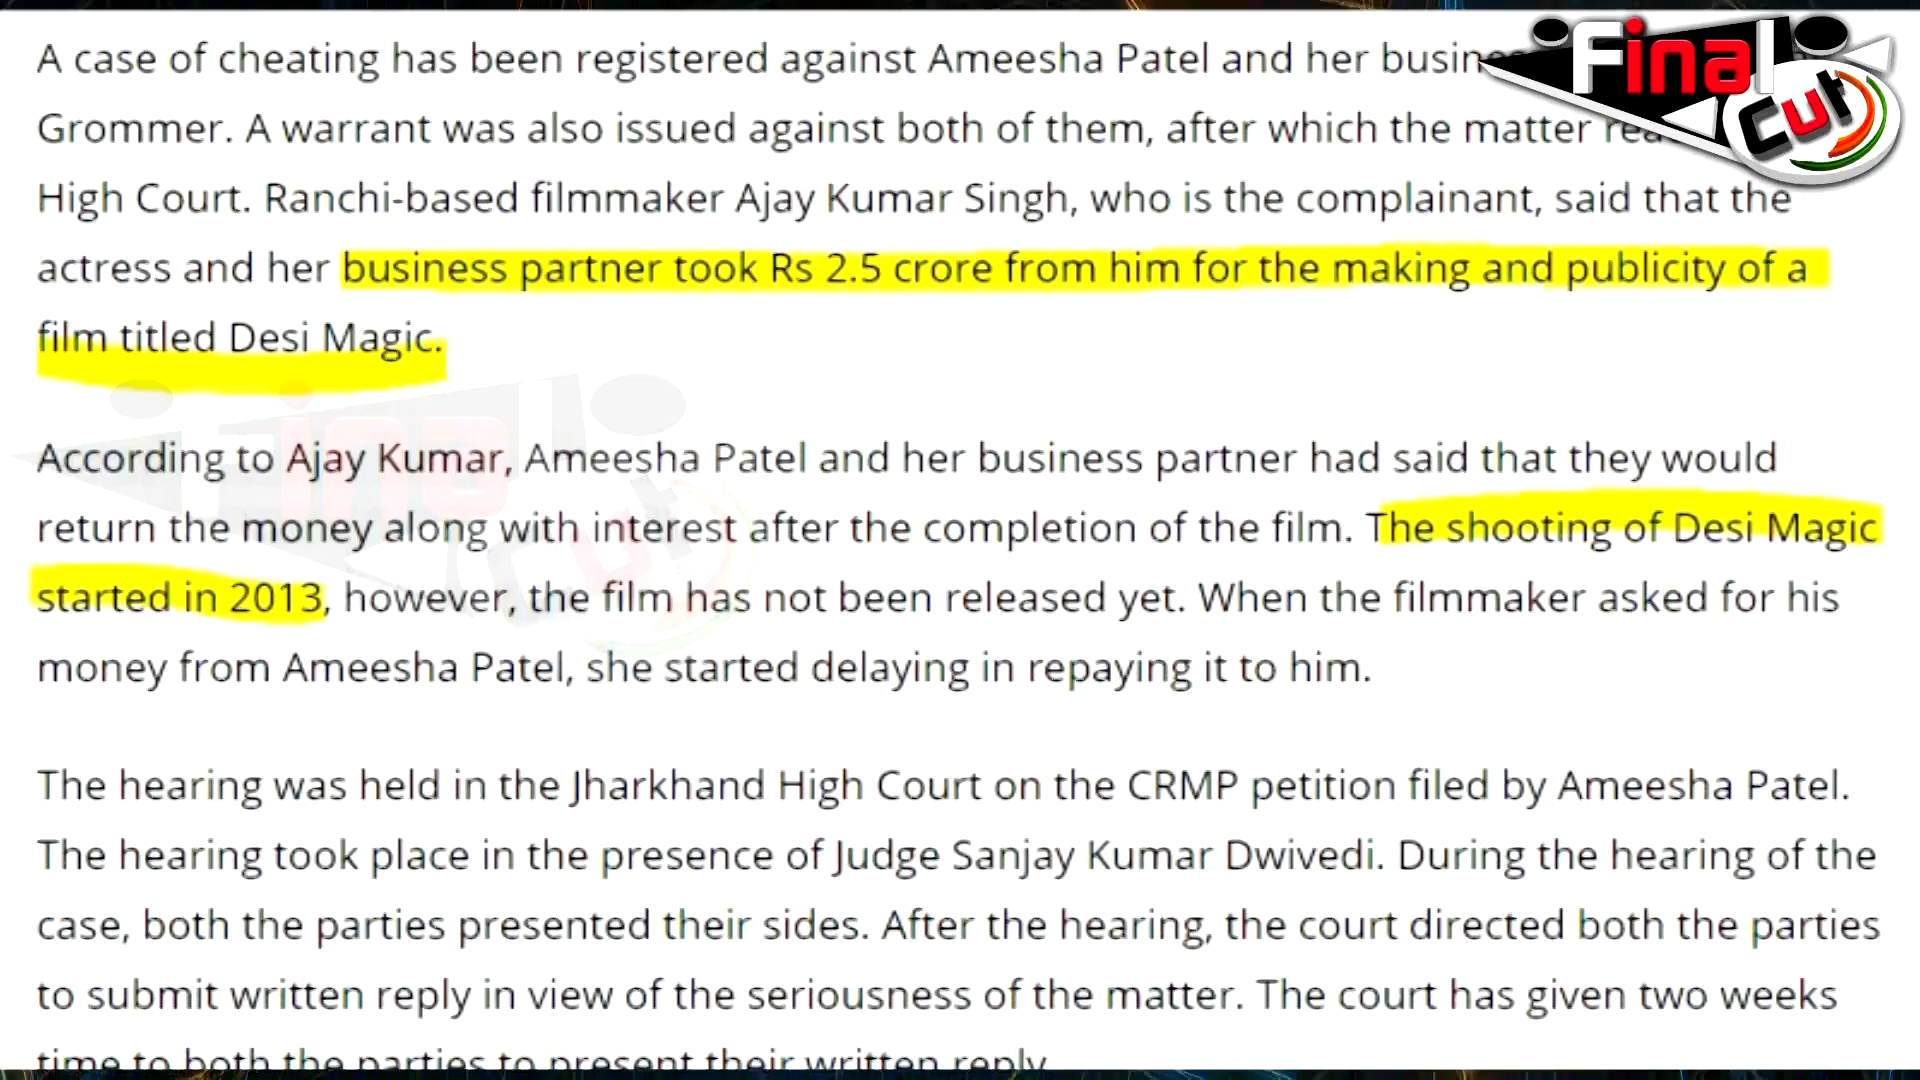 A case of cheating has been registered against Ameesha Patel and her
Grommer. A warrant was also issued against both of them, after which the matter
High Court. Ranchi-based filmmaker Ajay Kumar Singh, who is the complainant, said that the
actress and her business partner took Rs 2.5 crore from him for the making and publicity of a
film titled Desi Magic.
According to Ajay Kumar, Ameesha Patel and her business partner had said that they would
return the money along with interest after the completion of the film. The shooting of Desi Magic
started in 2013, however, the film has not been released yet. When the filmmaker asked for his
money from Ameesha Patel, she started delaying in repaying it to him.
The hearing was held in the Jharkhand High Court on the CRMP petition filed by Ameesha Patel.
The hearing took place in the presence of Judge Sanjay Kumar Dwivedi. During the hearing of the
case, both the parties presented their sides. After the hearing, the court directed both the parties
to submit written reply in view of the seriousness of the matter. The court has given two weeks
time to both the parties to present their written reply
Final
Cut